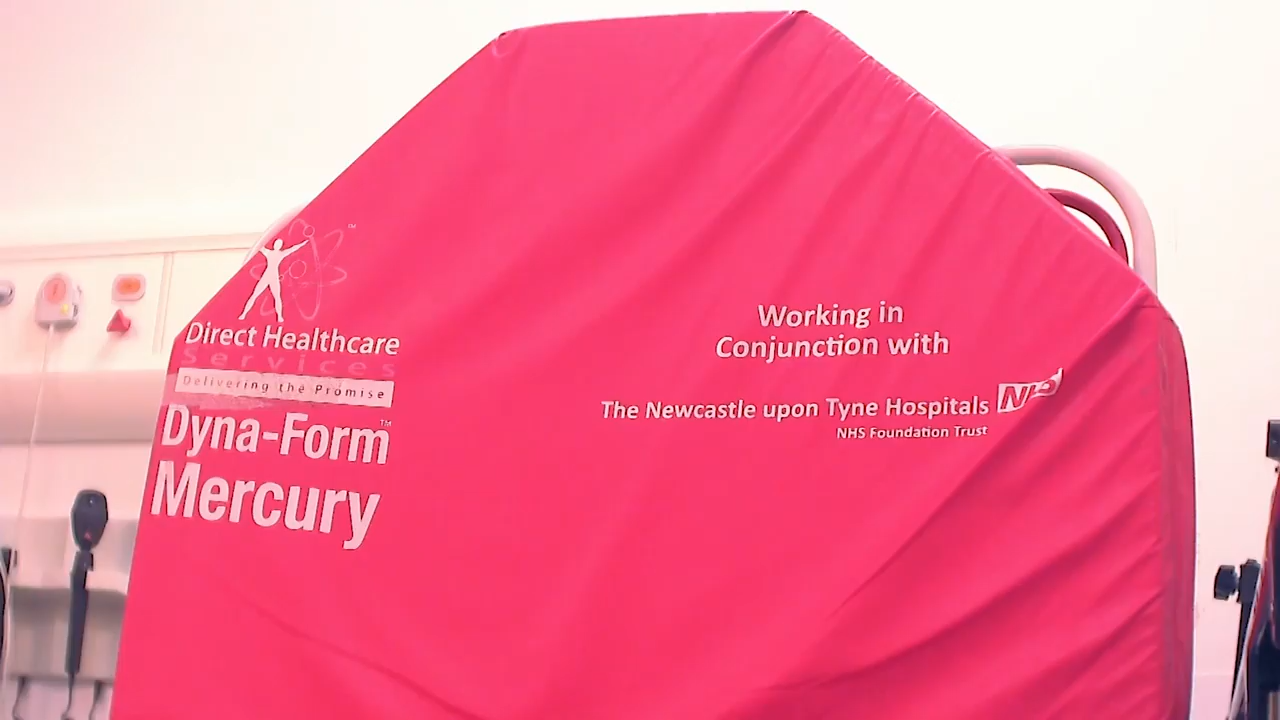 Direct Healthcare
Services
Delivering the Promise
Dyna-Form™
Mercury
Working in
Conjunction with
The Newcastle upon Tyne Hospitals NHS
NHS Foundation Trust